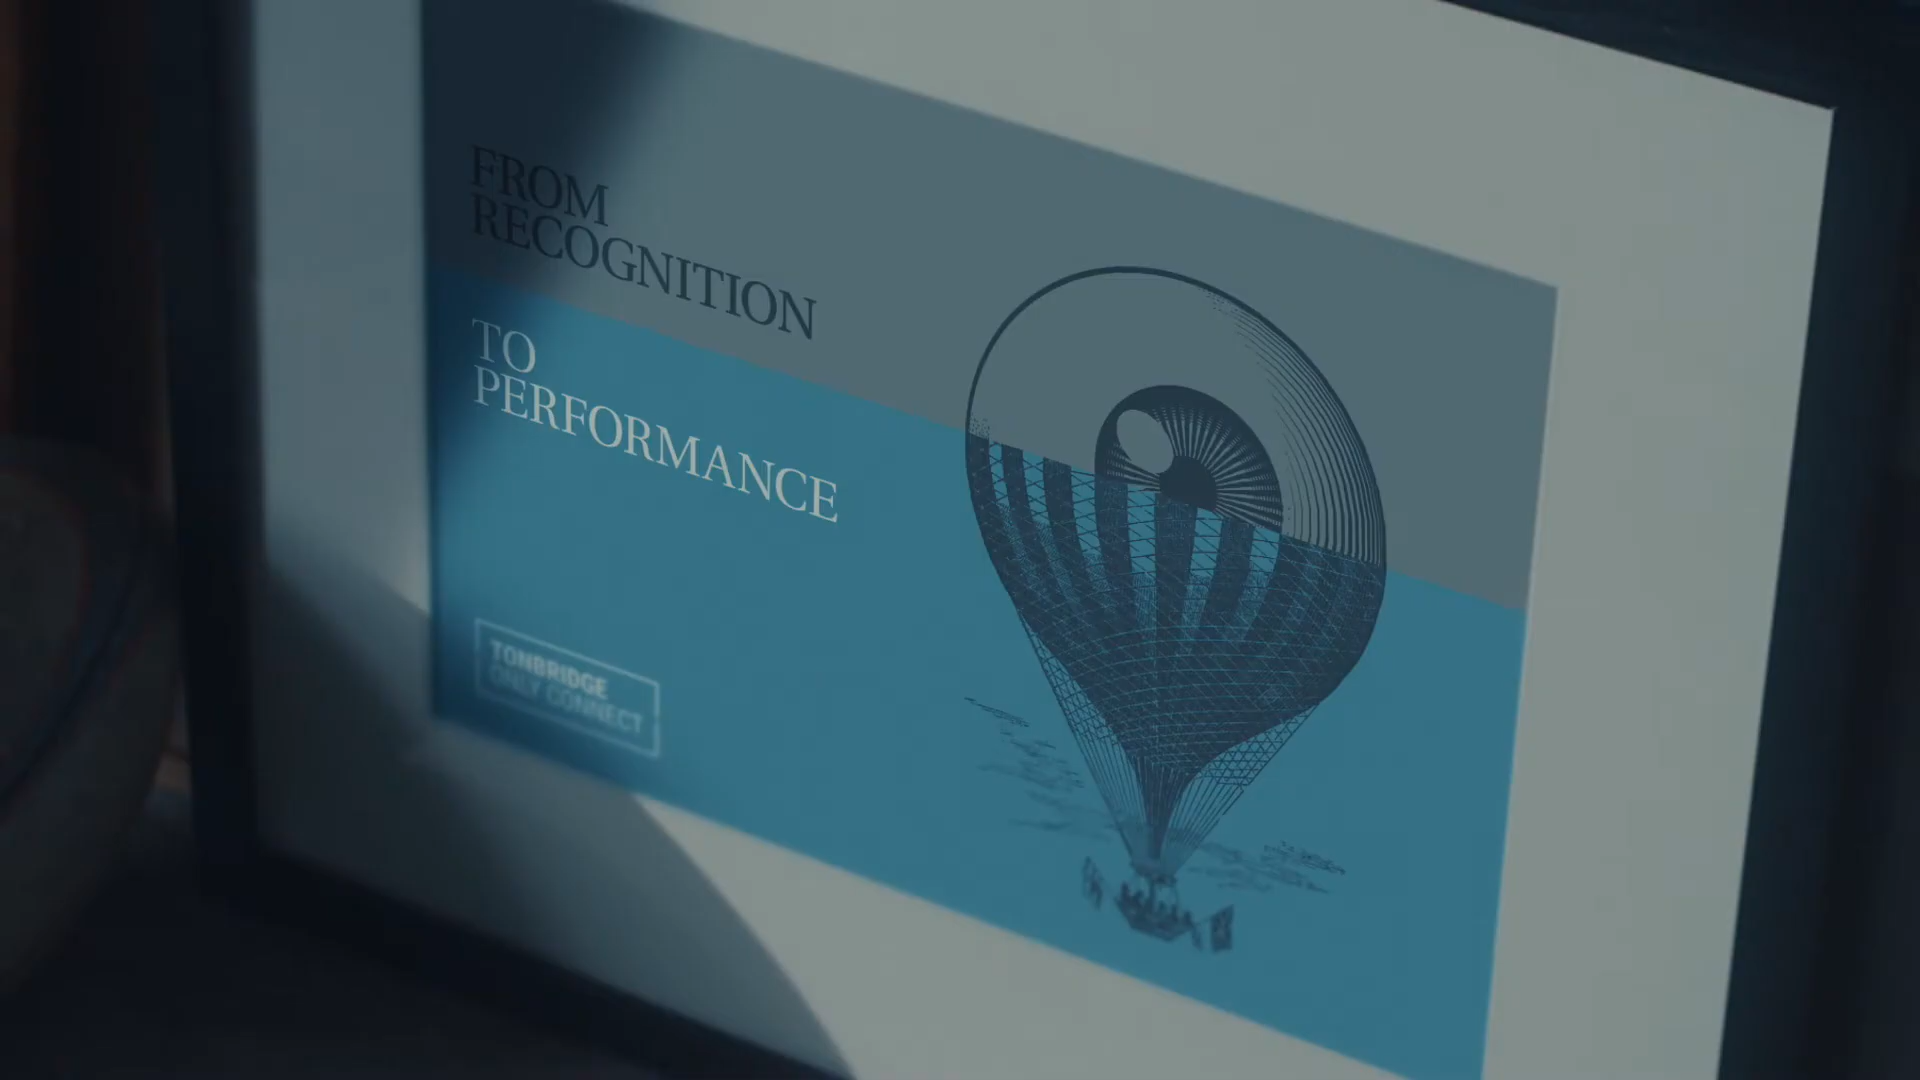 FROM
RECOGNITION
TO
PERFORMANCE
TONBRIDGE
ONLY CONNECT